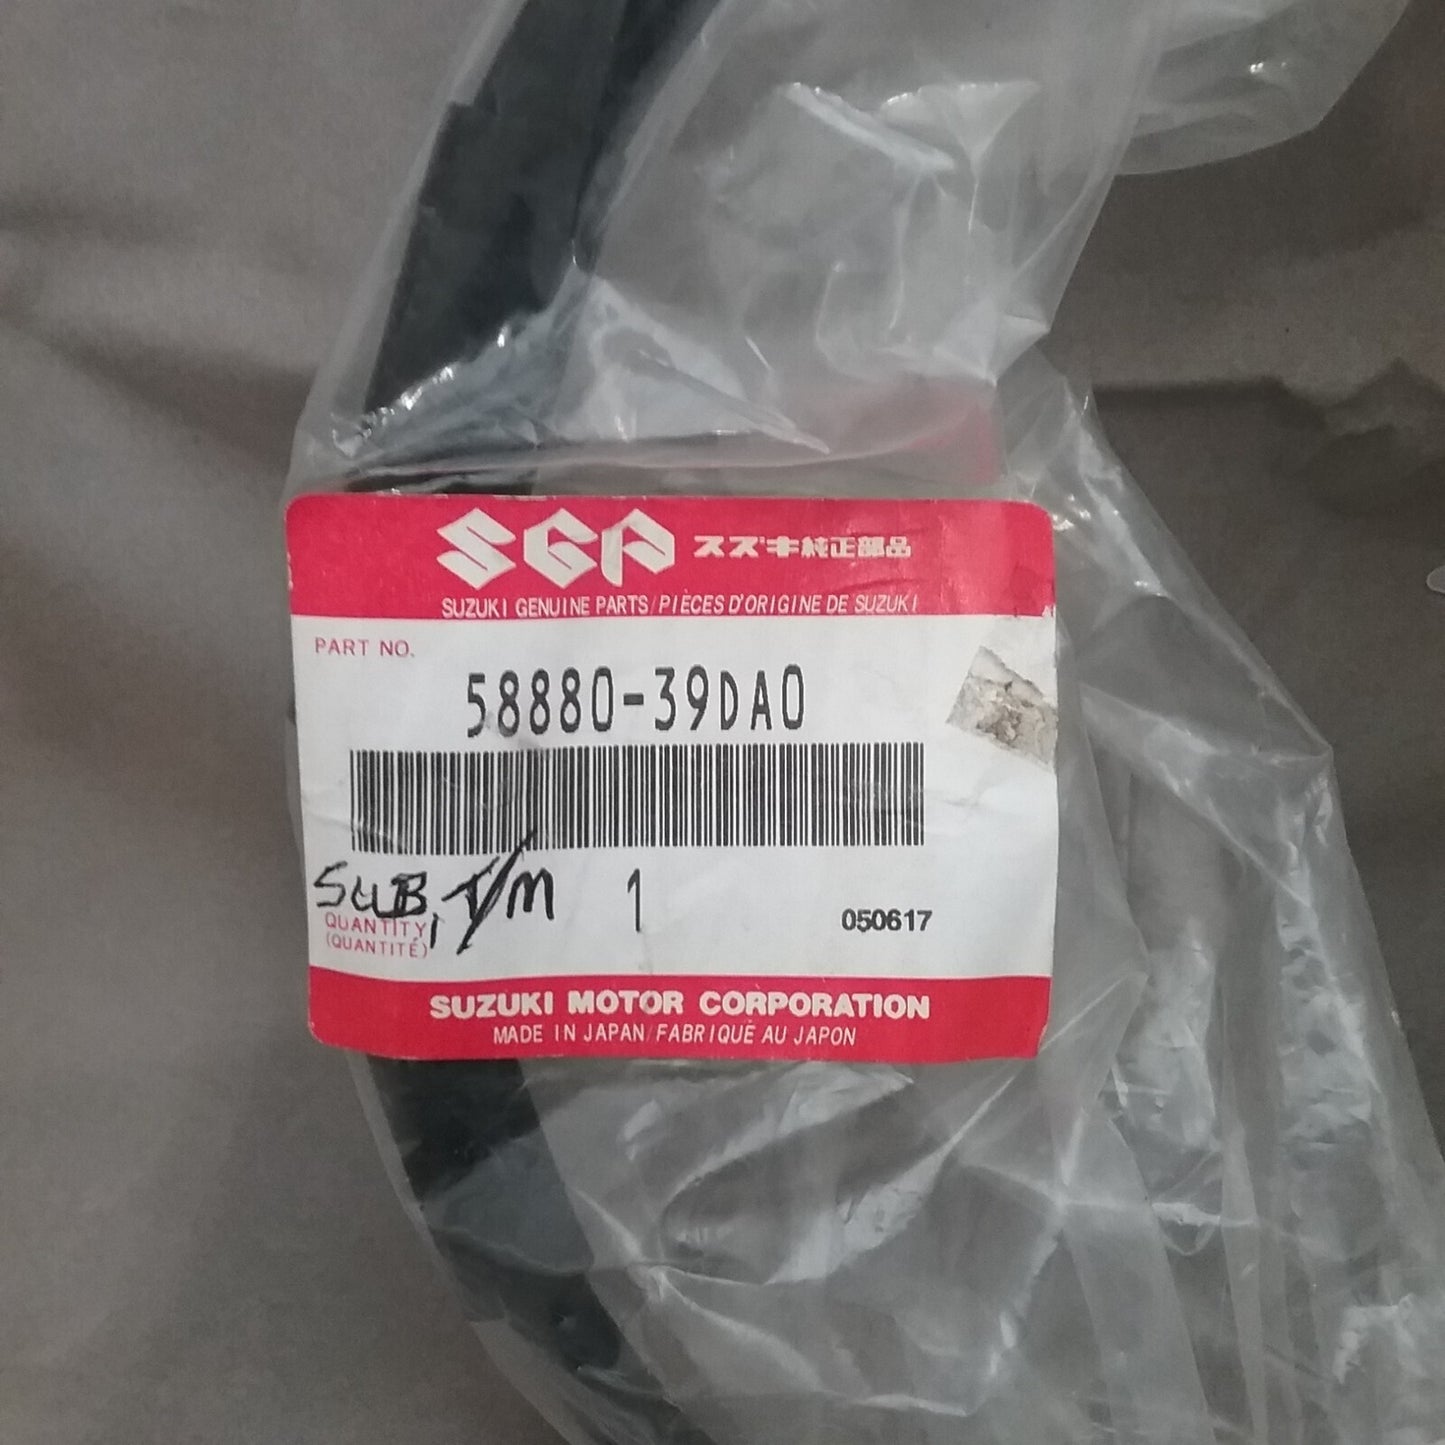 SGP スズキ純正部品
SUZUKI GENUINE PARTS/PIÈCES D'ORIGINE DE SUZUKI
PART NO.
58880-39DA0
SUB, T/M 1
QUANTITY
(QUANTITÉ)
050617
SUZUKI MOTOR CORPORATION
MADE IN JAPAN/FABRIQUÉ AU JAPON